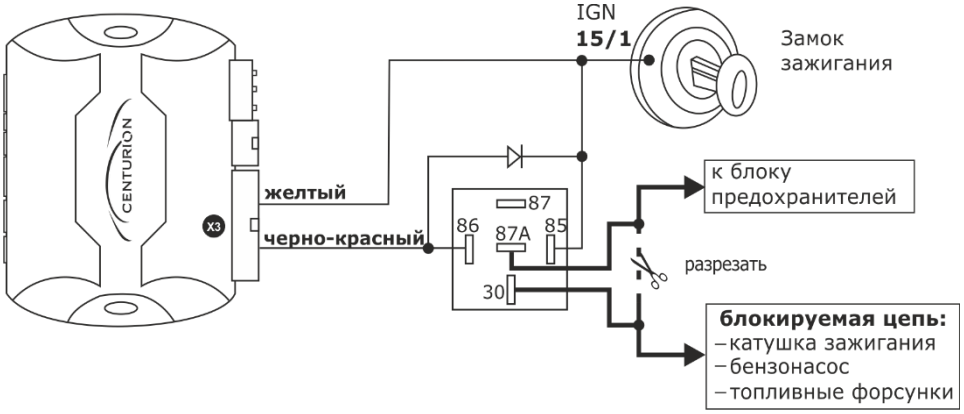 IGN
15/1
Замок
зажигания
CENTURION
желтый
X3
черно-красный
87
86
87А
85
30
к блоку
предохранителей
разрезать
блокируемая цепь:
–катушка зажигания
–бензонасос
–топливные форсунки